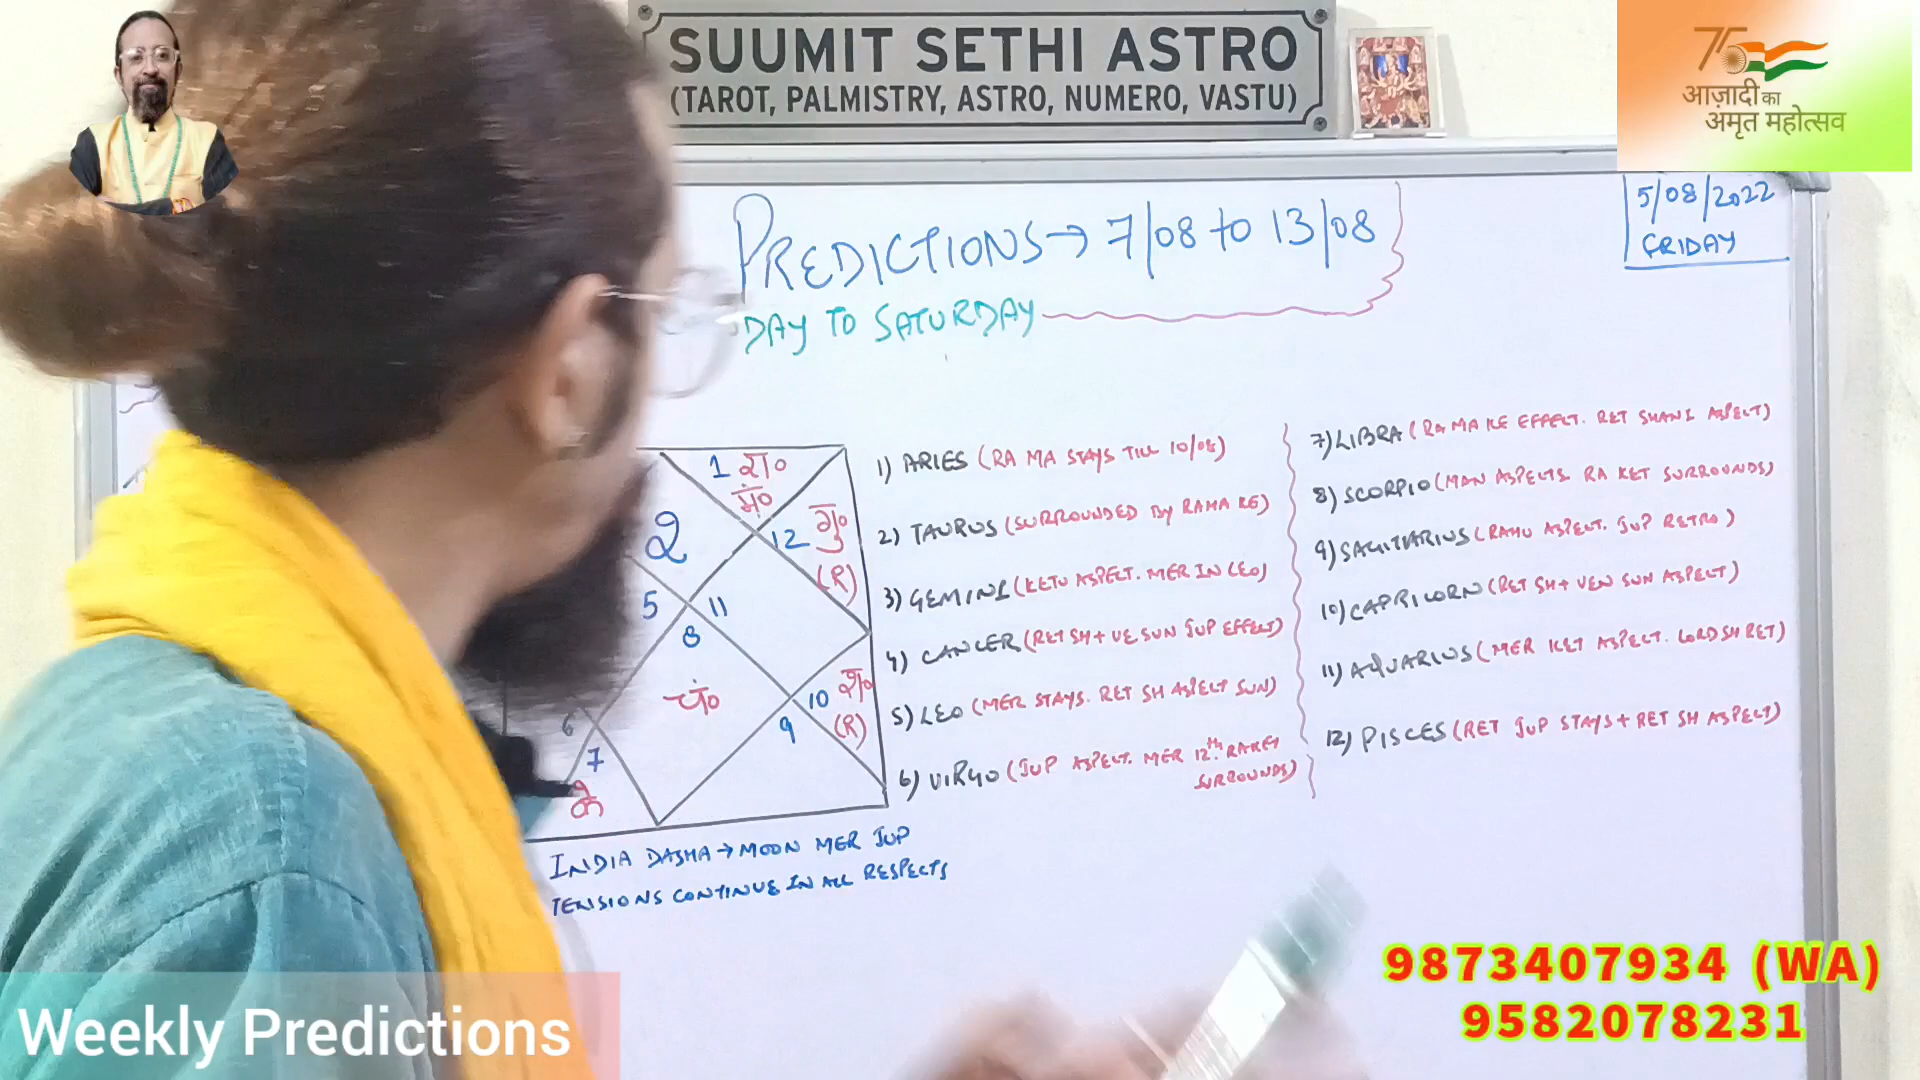 SUUMIT SETHI ASTRO
(TAROT, PALMISTRY, ASTRO, NUMERO, VASTU)
75
आज़ादी का
अमृत महोत्सव
5/08/2022
FRIDAY
PREDICTIONS → 7/08 to 13/08
DAY TO SATURDAY
1 रा०
मं०
2
12 गु०
(R)
5
11
8
चं०
10 श०
(R)
9
6
7
के
1) ARIES (RA MA STAYS TILL 10/08)
2) TAURUS (SURROUNDED By RAMA KE)
3) GEMINI (KETU ASPECT. MER IN LEO)
4) CANCER (RET SH + VE SUN JUP EFFECT)
5) LEO (MER STAYS. RET SH ASPECT SUN)
6) VIRGO (JUP ASPECT. MER 12th. RAKET
SURROUNDS)
7) LIBRA (RA MA KE EFFECT. RET SHANI ASPECT)
8) SCORPIO (MAN ASPECTS RA KET SURROUNDS)
9) SAGITARIUS (RAHU ASPECT. JUP RETRO)
10) CAPRICORN (RET SH + VEN SUN ASPECT)
11) AQUARIUS (MER KET ASPECT. LORD SH RET)
12) PISCES (RET JUP STAYS + RET SH ASPECT)
INDIA DASHA → MOON MER JUP
TENSIONS CONTINUE IN ALL RESPECTS
9873407934 (WA)
9582078231
Weekly Predictions